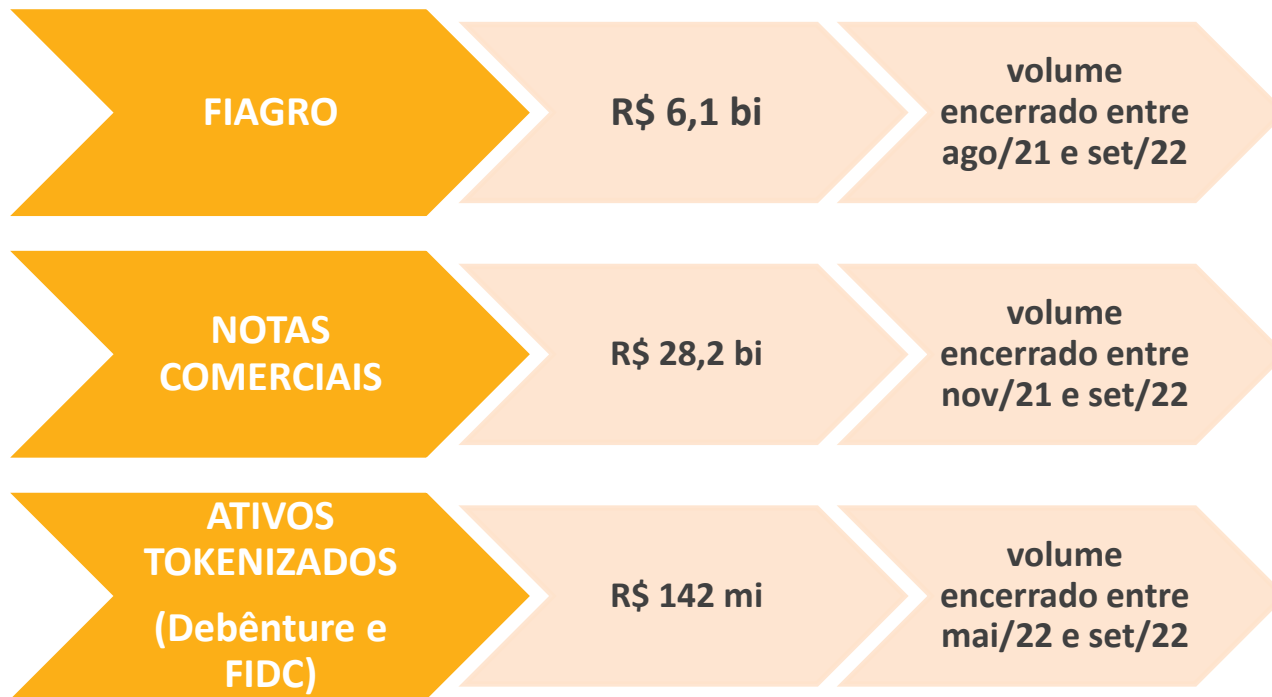 FIAGRO
R$ 6,1 bi
volume
encerrado entre
ago/21 e set/22
NOTAS
COMERCIAIS
R$ 28,2 bi
volume
encerrado entre
nov/21 e set/22
ATIVOS
TOKENIZADOS
(Debênture e
FIDC)
R$ 142 mi
volume
encerrado entre
mai/22 e set/22